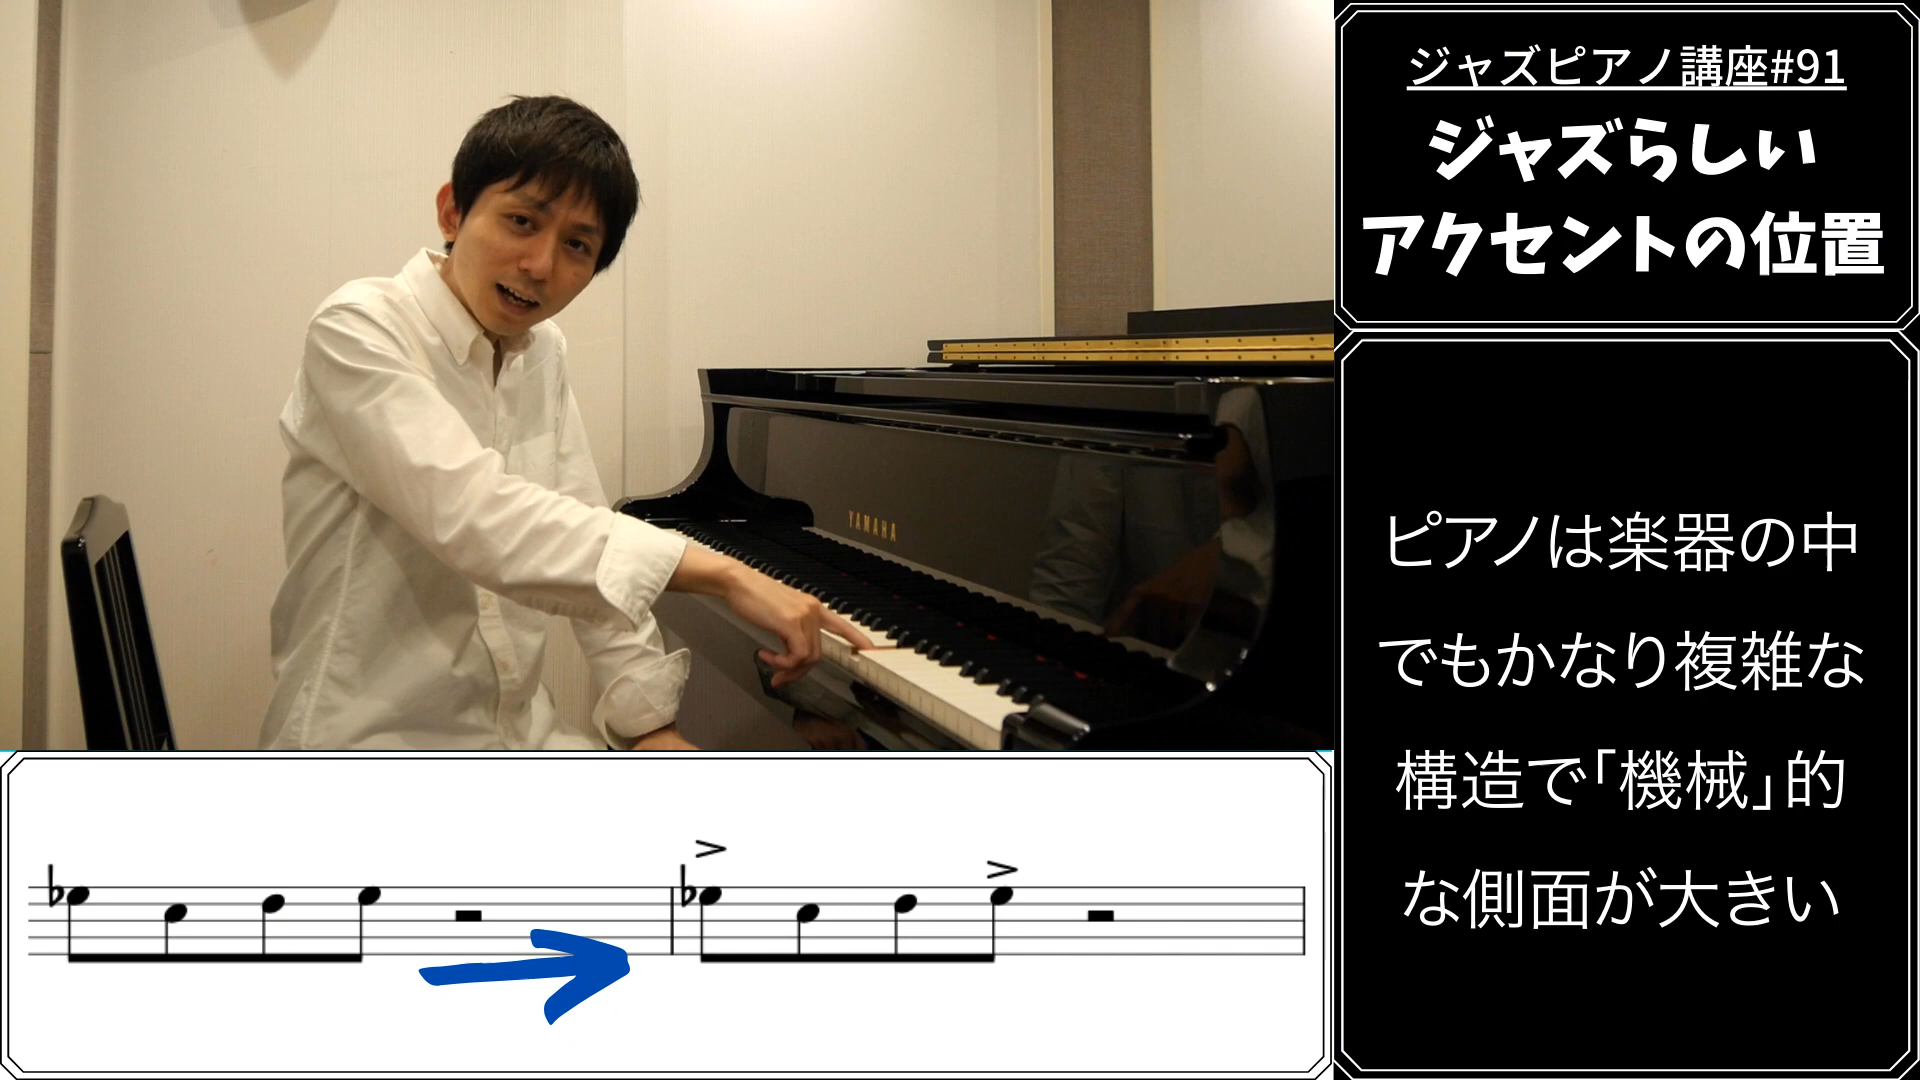 ジャズピアノ講座#91
ジャズらしい
アクセントの位置
YAMAHA
ピアノは楽器の中
でもかなり複雑な
構造で「機械」的
な側面が大きい